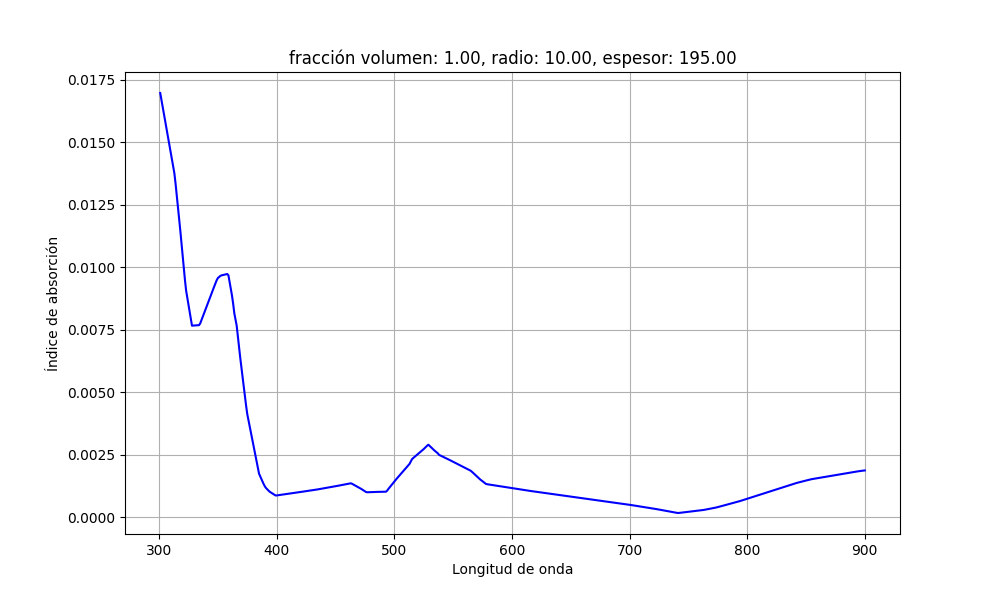 fracción volumen: 1.00, radio: 10.00, espesor: 195.00
0.0175
0.0150
0.0125
0.0100
0.0075
0.0050
0.0025
0.0000
Índice de absorción
300 400 500 600 700 800 900
Longitud de onda